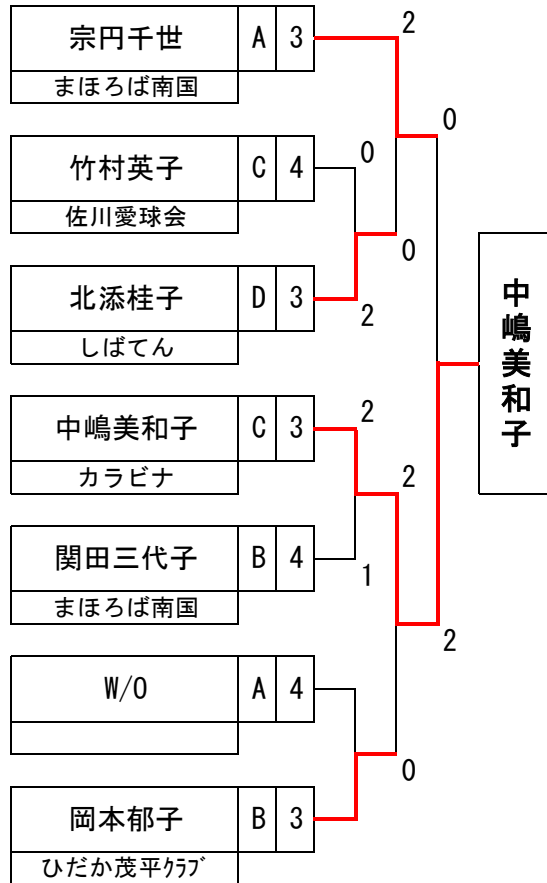 宗円千世 A 3
まほろば南国
竹村英子 C 4
佐川愛球会
北添桂子 D 3
しばてん
中嶋美和子 C 3
カラビナ
関田三代子 B 4
まほろば南国
W/O A 4
岡本郁子 B 3
ひだか茂平ｸﾗﾌﾞ
2
0
0
0
2
2
2
1
2
0
中嶋美和子